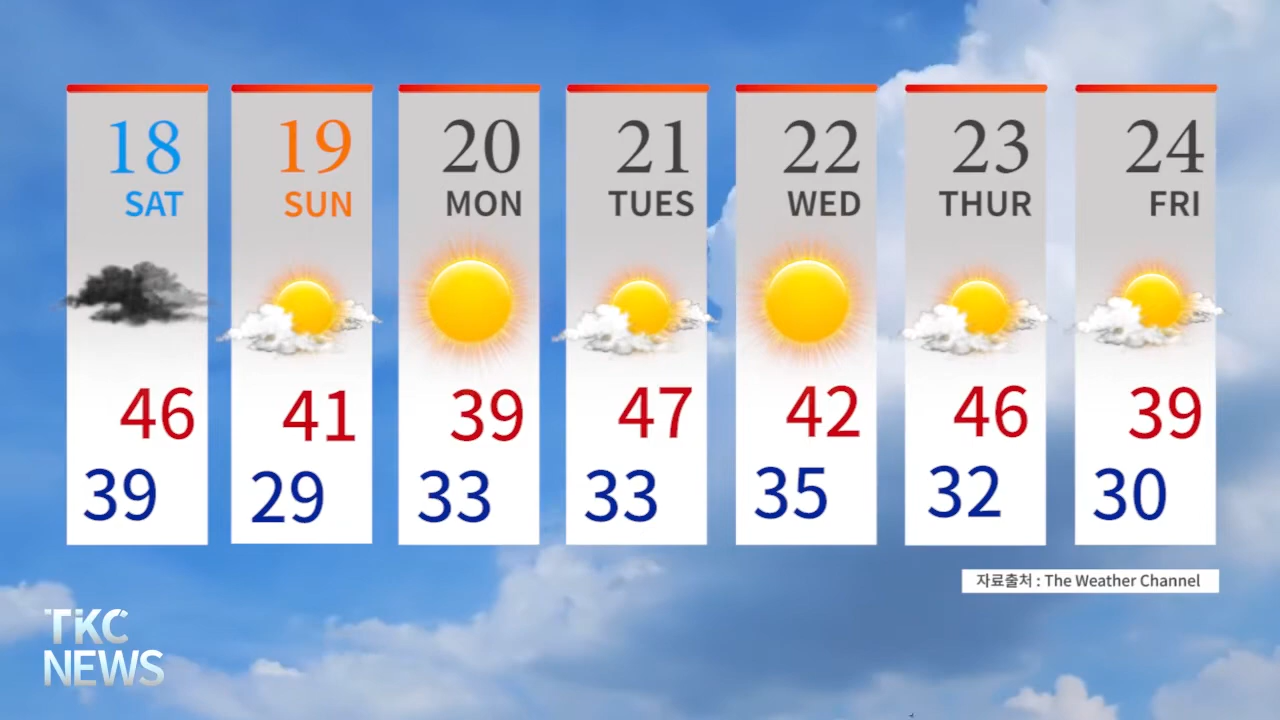 18
SAT
46
39
19
SUN
41
29
20
MON
39
33
21
TUES
47
33
22
WED
42
35
23
THUR
46
32
24
FRI
39
30
자료출처 : The Weather Channel
TKC
NEWS